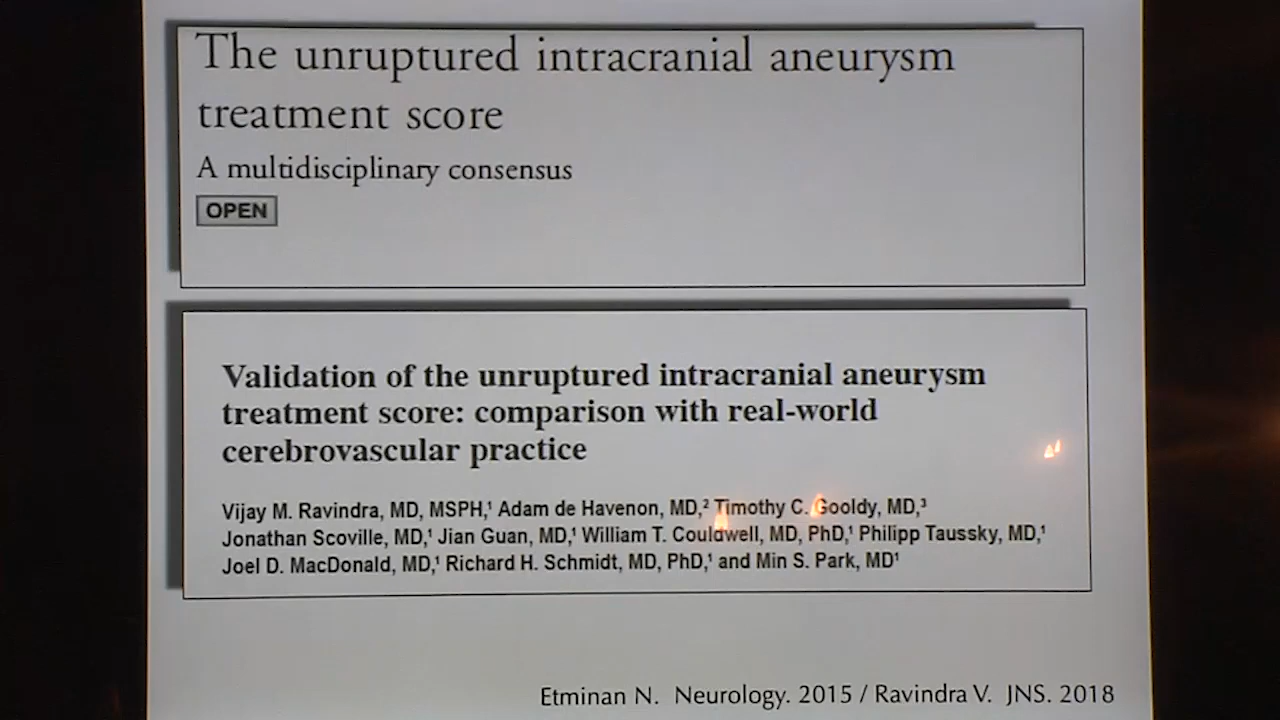 The unruptured intracranial aneurysm
treatment score
A multidisciplinary consensus
OPEN
Validation of the unruptured intracranial aneurysm
treatment score: comparison with real-world
cerebrovascular practice
Vijay M. Ravindra, MD, MSPH,¹ Adam de Havenon, MD,² Timothy C. Gooldy, MD,³
Jonathan Scoville, MD,¹ Jian Guan, MD,¹ William T. Couldwell, MD, PhD,¹ Philipp Taussky, MD,¹
Joel D. MacDonald, MD,¹ Richard H. Schmidt, MD, PhD,¹ and Min S. Park, MD¹
Etminan N. Neurology. 2015 / Ravindra V. JNS. 2018